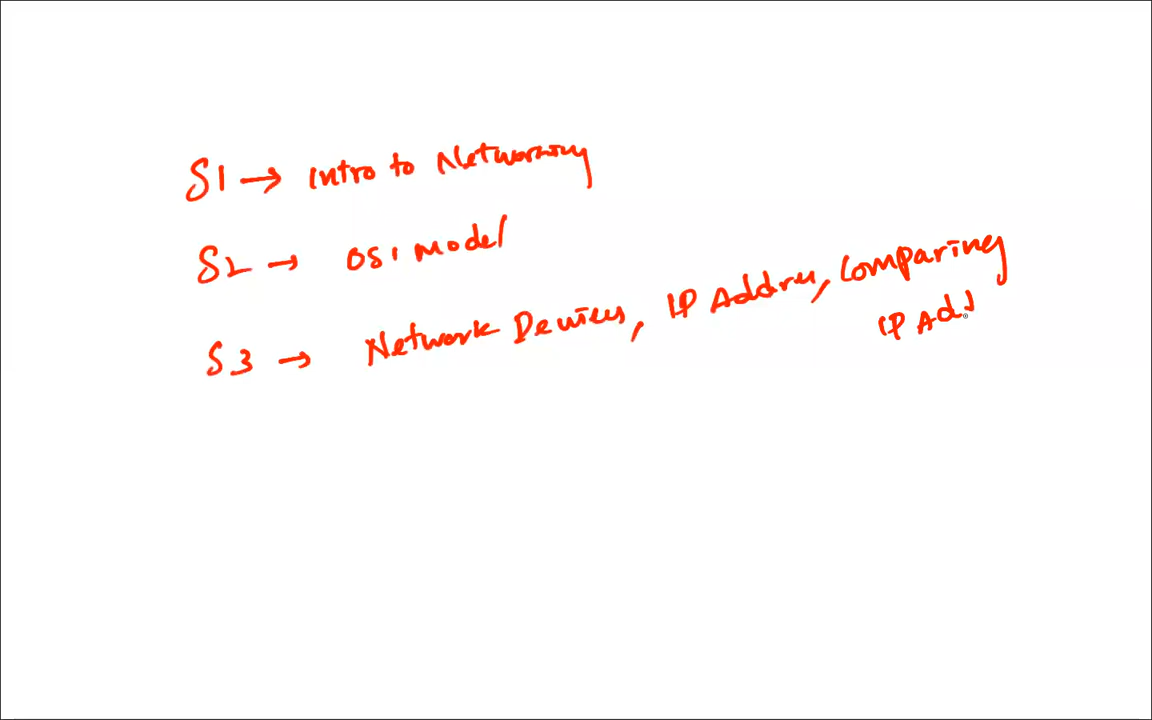 S1 → Intro to Networking
S2 → OSI model
S3 → Network Devices, IP Address, Comparing
IP Add